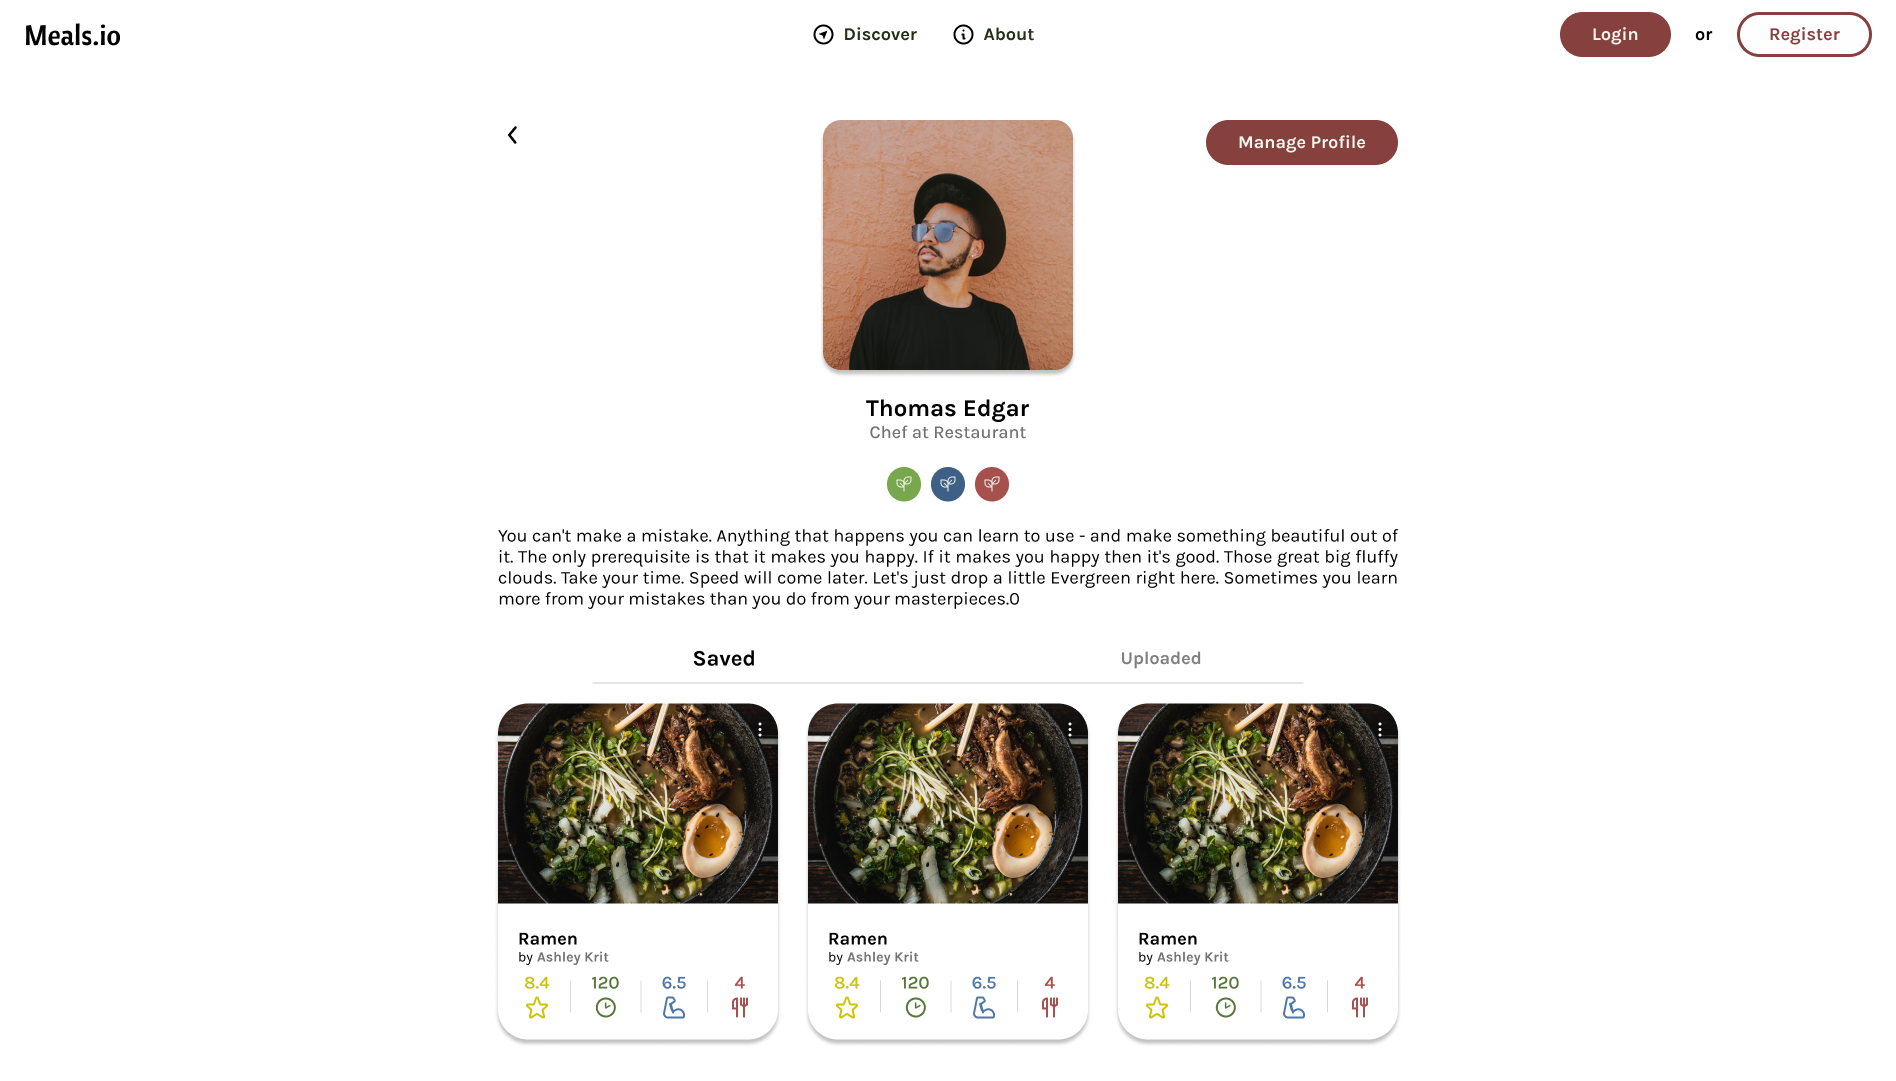 Meals.io
Discover
About
Login
or
Register
Manage Profile
Thomas Edgar
Chef at Restaurant
You can't make a mistake. Anything that happens you can learn to use - and make something beautiful out of
it. The only prerequisite is that it makes you happy. If it makes you happy then it's good. Those great big fluffy
clouds. Take your time. Speed will come later. Let's just drop a little Evergreen right here. Sometimes you learn
more from your mistakes than you do from your masterpieces.0
Saved
Uploaded
Ramen
by Ashley Krit
8.4
120
6.5
4
Ramen
by Ashley Krit
8.4
120
6.5
4
Ramen
by Ashley Krit
8.4
120
6.5
4